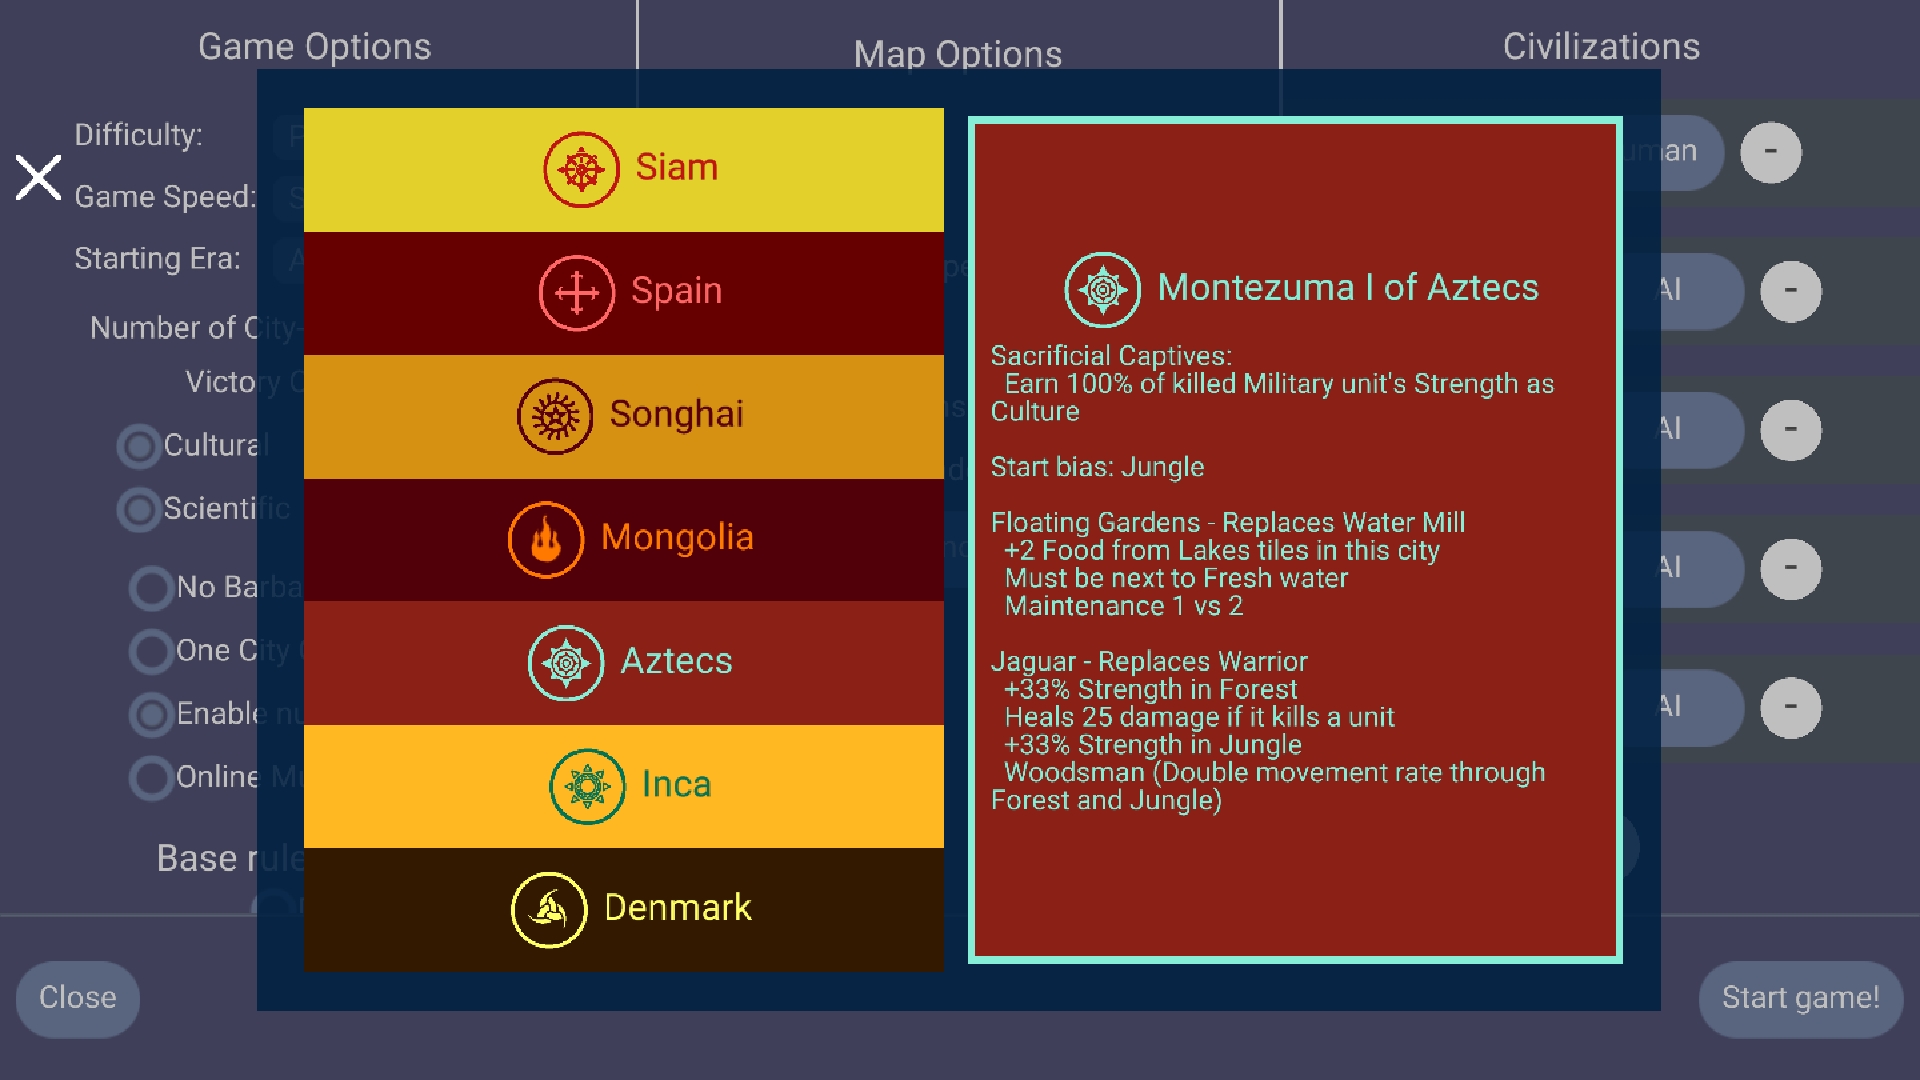 Game Options
Map Options
Civilizations
Difficulty:
Game Speed:
Starting Era:
Number of City-
Victory
Cultural
Scientific
No Barba
One City
Enable nu
Online Mu
Base rule
Siam
Spain
Songhai
Mongolia
Aztecs
Inca
Denmark
Montezuma I of Aztecs
Sacrificial Captives:
Earn 100% of killed Military unit's Strength as
Culture
Start bias: Jungle
Floating Gardens - Replaces Water Mill
+2 Food from Lakes tiles in this city
Must be next to Fresh water
Maintenance 1 vs 2
Jaguar - Replaces Warrior
+33% Strength in Forest
Heals 25 damage if it kills a unit
+33% Strength in Jungle
Woodsman (Double movement rate through
Forest and Jungle)
uman -
AI -
AI -
AI -
AI -
Close
Start game!